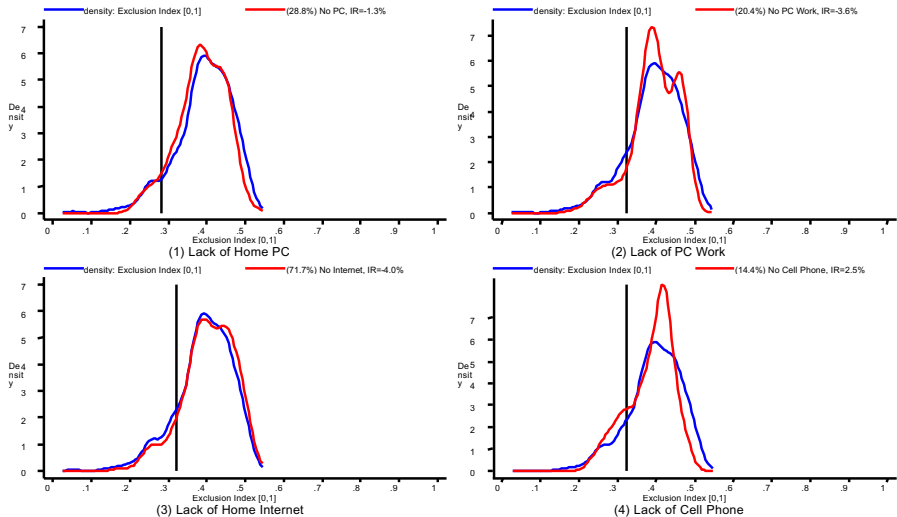 density: Exclusion Index [0,1] (28.8%) No PC, IR=-1.3%
7
6
5
De 4
nsit
y
3
2
1
0
0 .1 .2 .3 .4 .5 .6 .7 .8 .9 1
Exclusion Index [0,1]
(1) Lack of Home PC
density: Exclusion Index [0,1] (20.4%) No PC Work, IR=-3.6%
7
6
5
De 4
nsit
y
3
2
1
0
0 .1 .2 .3 .4 .5 .6 .7 .8 .9 1
Exclusion Index [0,1]
(2) Lack of PC Work
density: Exclusion Index [0,1] (71.7%) No Internet, IR=-4.0%
7
6
5
De4
nsit
y
3
2
1
0
0 .1 .2 .3 .4 .5 .6 .7 .8 .9 1
Exclusion Index [0,1]
(3) Lack of Home Internet
density: Exclusion Index [0,1] (14.4%) No Cell Phone, IR=2.5%
7
6
De5
nsit
y
4
3
2
1
0
0 .1 .2 .3 .4 .5 .6 .7 .8 .9 1
Exclusion Index [0,1]
(4) Lack of Cell Phone